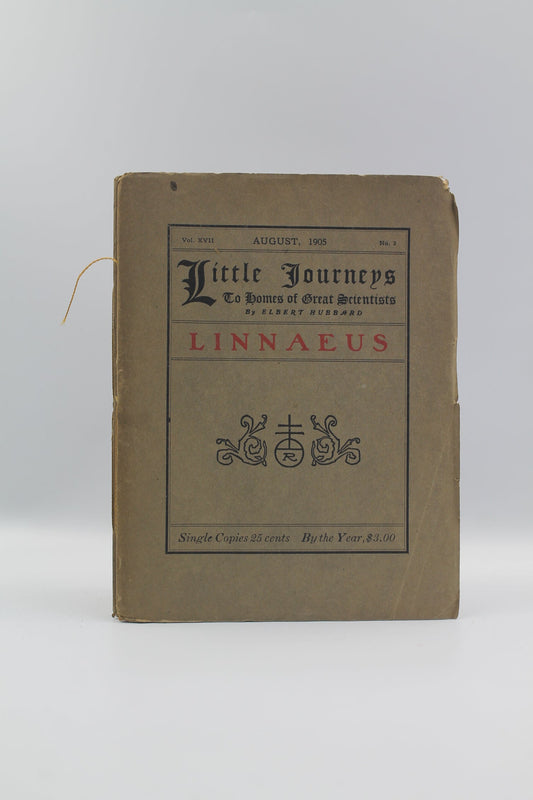 Vol. XVII AUGUST, 1905 No. 2
Little Journeys
To Homes of Great Scientists
By ELBERT HUBBARD
LINNAEUS
R
Single Copies 25 cents By the Year, $3.00